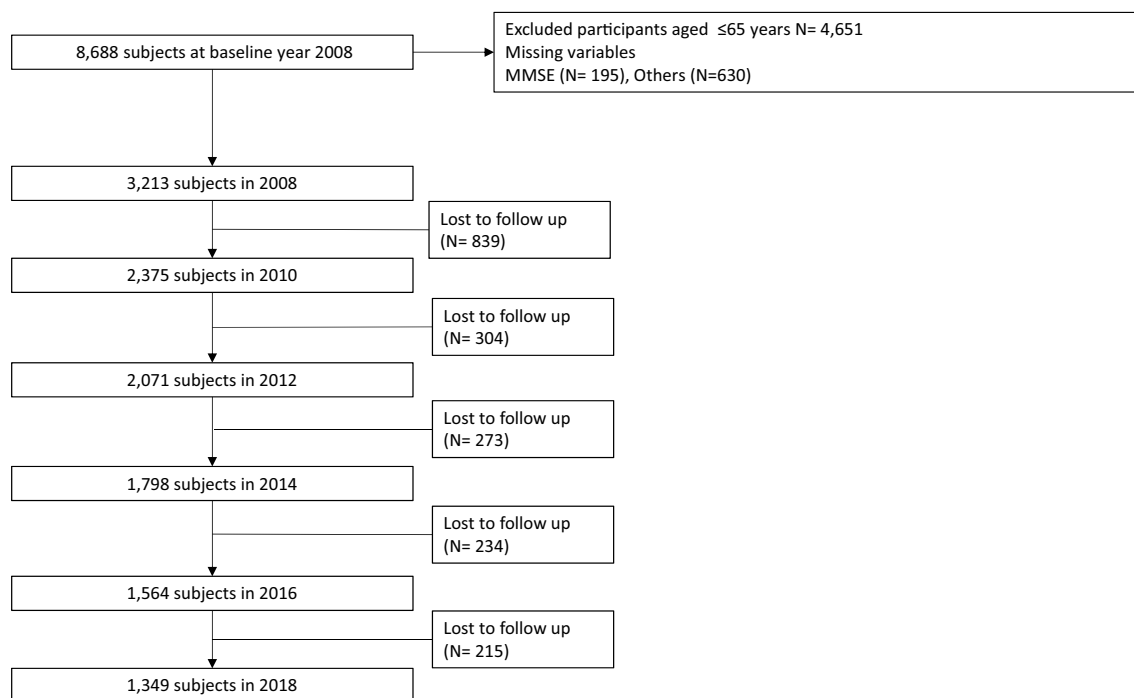 8,688 subjects at baseline year 2008
Excluded participants aged ≤65 years N= 4,651
Missing variables
MMSE (N= 195), Others (N=630)
3,213 subjects in 2008
Lost to follow up
(N= 839)
2,375 subjects in 2010
Lost to follow up
(N= 304)
2,071 subjects in 2012
Lost to follow up
(N= 273)
1,798 subjects in 2014
Lost to follow up
(N= 234)
1,564 subjects in 2016
Lost to follow up
(N= 215)
1,349 subjects in 2018